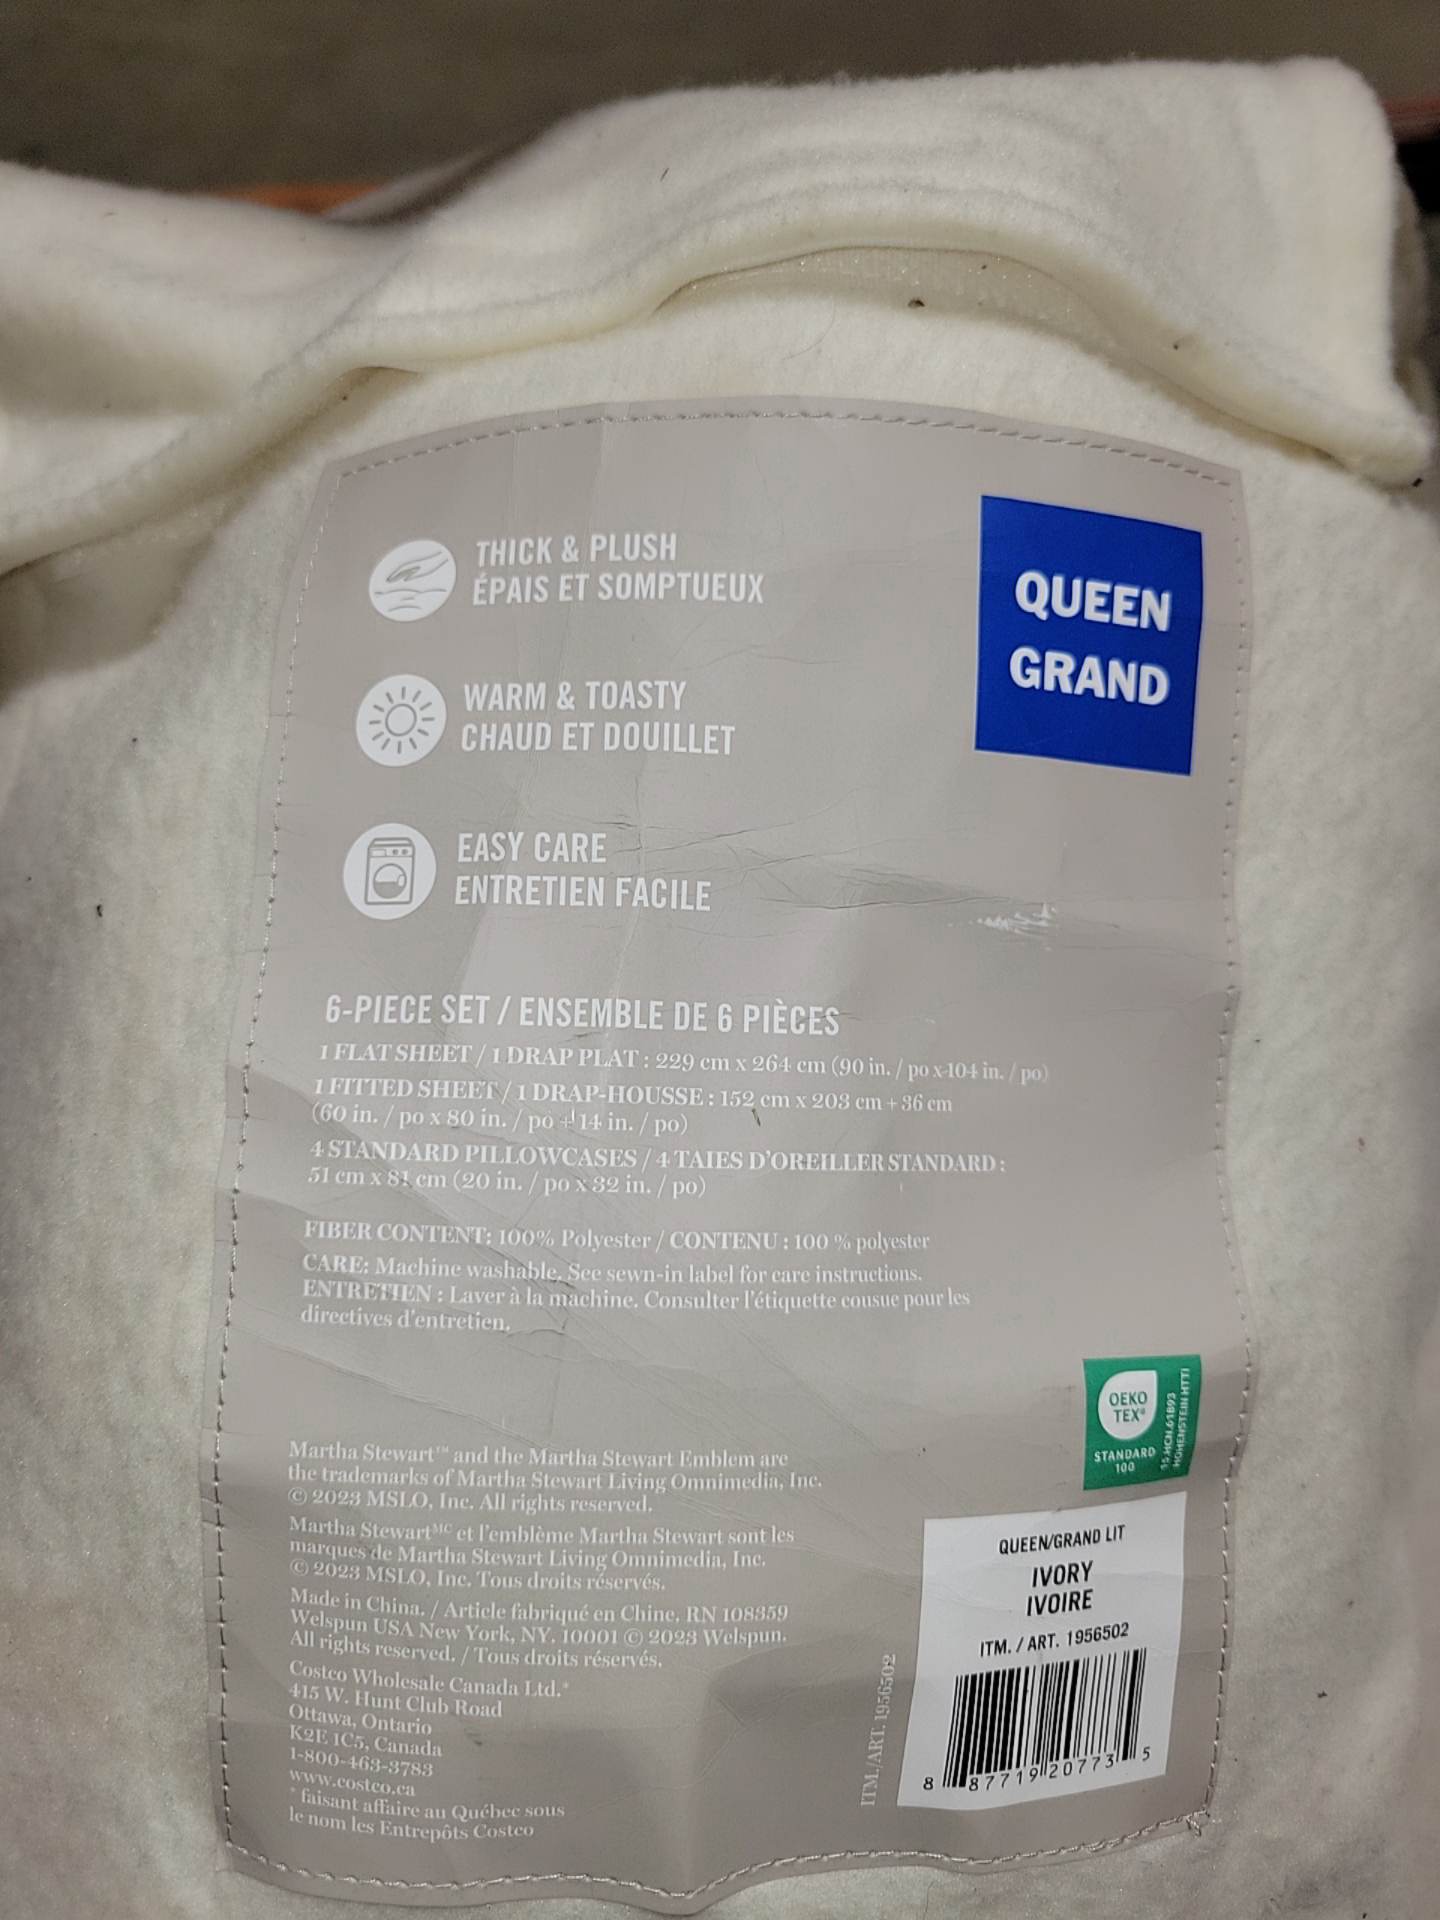 THICK & PLUSH
ÉPAIS ET SOMPTUEUX
QUEEN
GRAND
WARM & TOASTY
CHAUD ET DOUILLET
EASY CARE
ENTRETIEN FACILE
6-PIECE SET / ENSEMBLE DE 6 PIÈCES
1 FLAT SHEET / 1 DRAP PLAT : 229 cm x 264 cm (90 in. / po x 104 in. / po)
1 FITTED SHEET / 1 DRAP-HOUSSE : 152 cm x 203 cm + 36 cm
(60 in. / po x 80 in. / po + 14 in. / po)
4 STANDARD PILLOWCASES / 4 TAIES D'OREILLER STANDARD :
51 cm x 81 cm (20 in. / po x 32 in. / po)
FIBER CONTENT: 100% Polyester / CONTENU : 100 % polyester
CARE: Machine washable. See sewn-in label for care instructions.
ENTRETIEN : Laver à la machine. Consulter l'étiquette cousue pour les
directives d'entretien.
OEKO
TEX®
STANDARD
100
15.HCN.61893
HOHENSTEIN HTTI
Martha Stewart™ and the Martha Stewart Emblem are
the trademarks of Martha Stewart Living Omnimedia, Inc.
© 2023 MSLO, Inc. All rights reserved.
Martha Stewart MC et l'emblème Martha Stewart sont les
marques de Martha Stewart Living Omnimedia, Inc.
© 2023 MSLO, Inc. Tous droits réservés.
Made in China. / Article fabriqué en Chine. RN 108359
Welspun USA New York, NY. 10001 © 2023 Welspun.
All rights reserved. / Tous droits réservés.
Costco Wholesale Canada Ltd.*
415 W. Hunt Club Road
Ottawa, Ontario
K2E 1C5, Canada
1-800-463-3783
www.costco.ca
* faisant affaire au Québec sous
le nom les Entrepôts Costco
ITM./ART. 1956502
QUEEN/GRAND LIT
IVORY
IVOIRE
ITM. / ART. 1956502
8 87719 20773 5